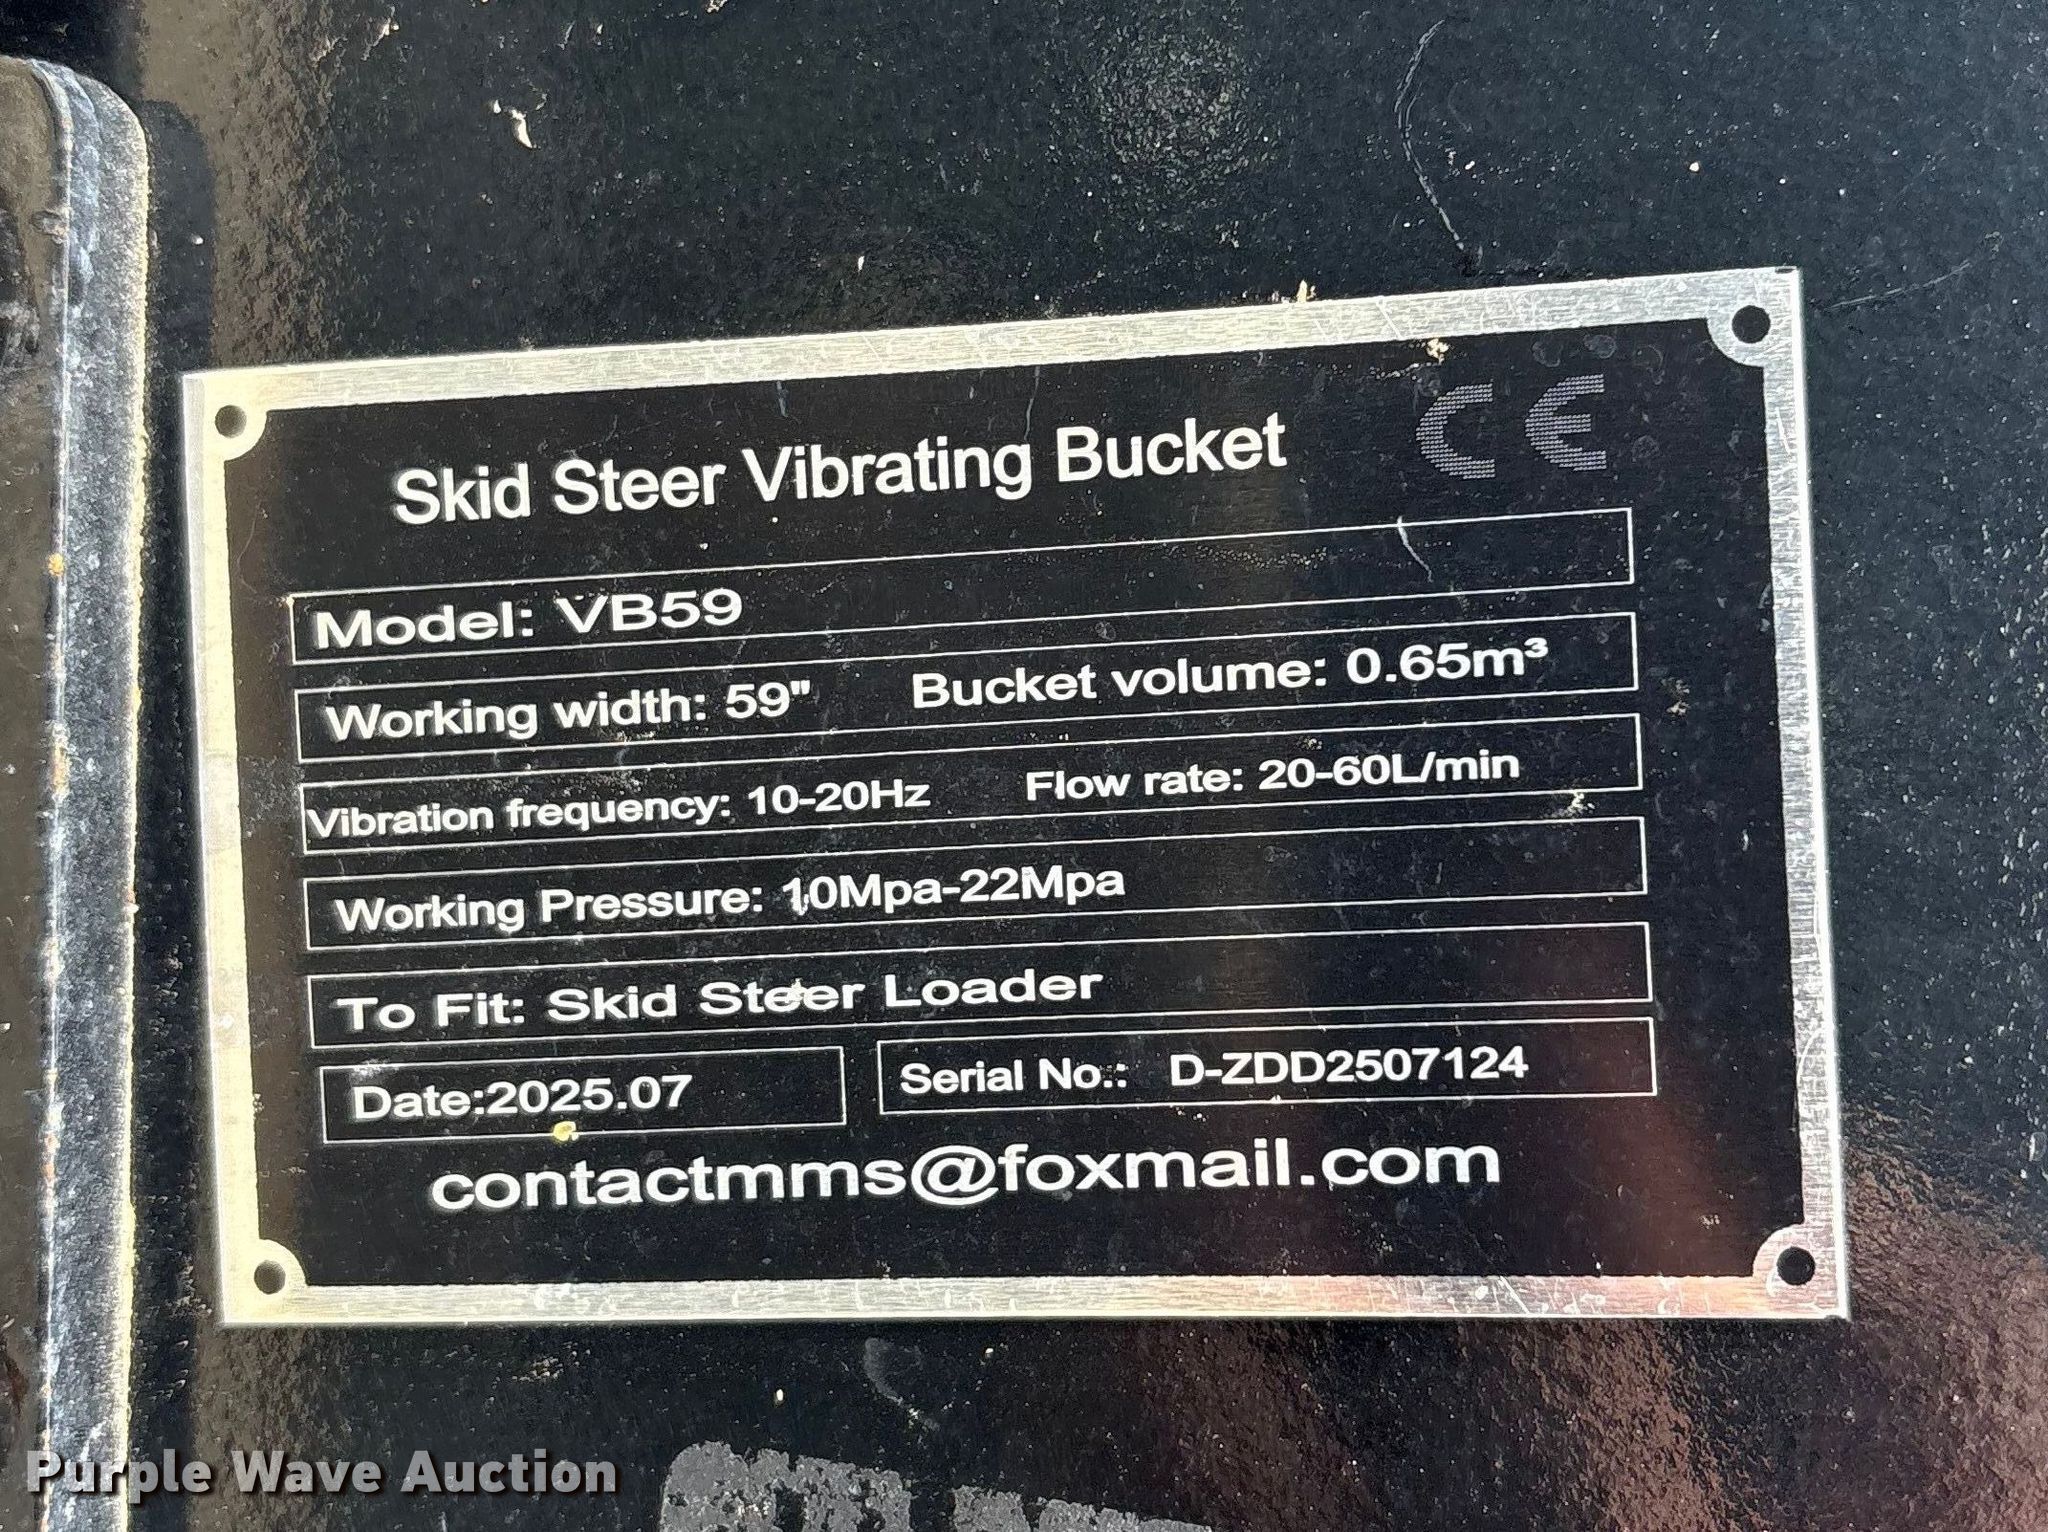 Skid Steer Vibrating Bucket CE
Model: VB59
Working width: 59" Bucket volume: 0.65m³
Vibration frequency: 10-20Hz Flow rate: 20-60L/min
Working Pressure: 10Mpa-22Mpa
To Fit: Skid Steer Loader
Date:2025.07 Serial No.: D-ZDD2507124
contactmms@foxmail.com
Purple Wave Auction